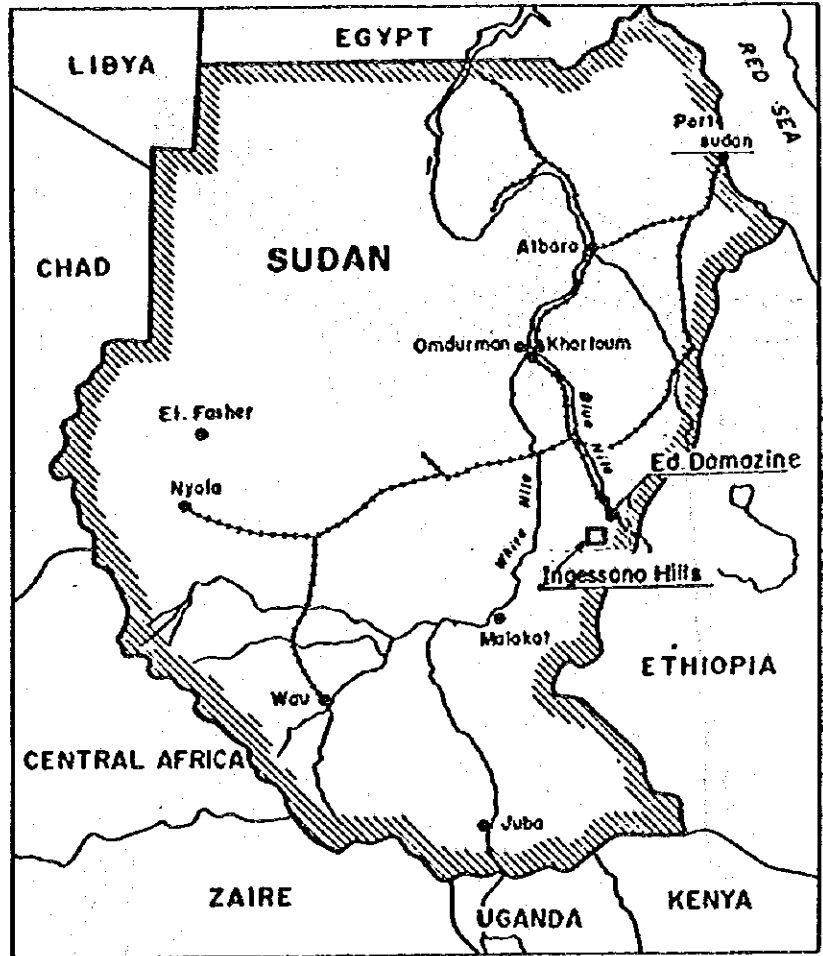 EGYPT
LIBYA
RED SEA
Port
sudan
Atbara
CHAD
SUDAN
Omdurman
Khartoum
El. Fasher
Blue Nile
Ed. Damazine
Nyala
White Nile
Ingessana Hills
Malakal
ETHIOPIA
Wau
CENTRAL AFRICA
Juba
ZAIRE
UGANDA
KENYA